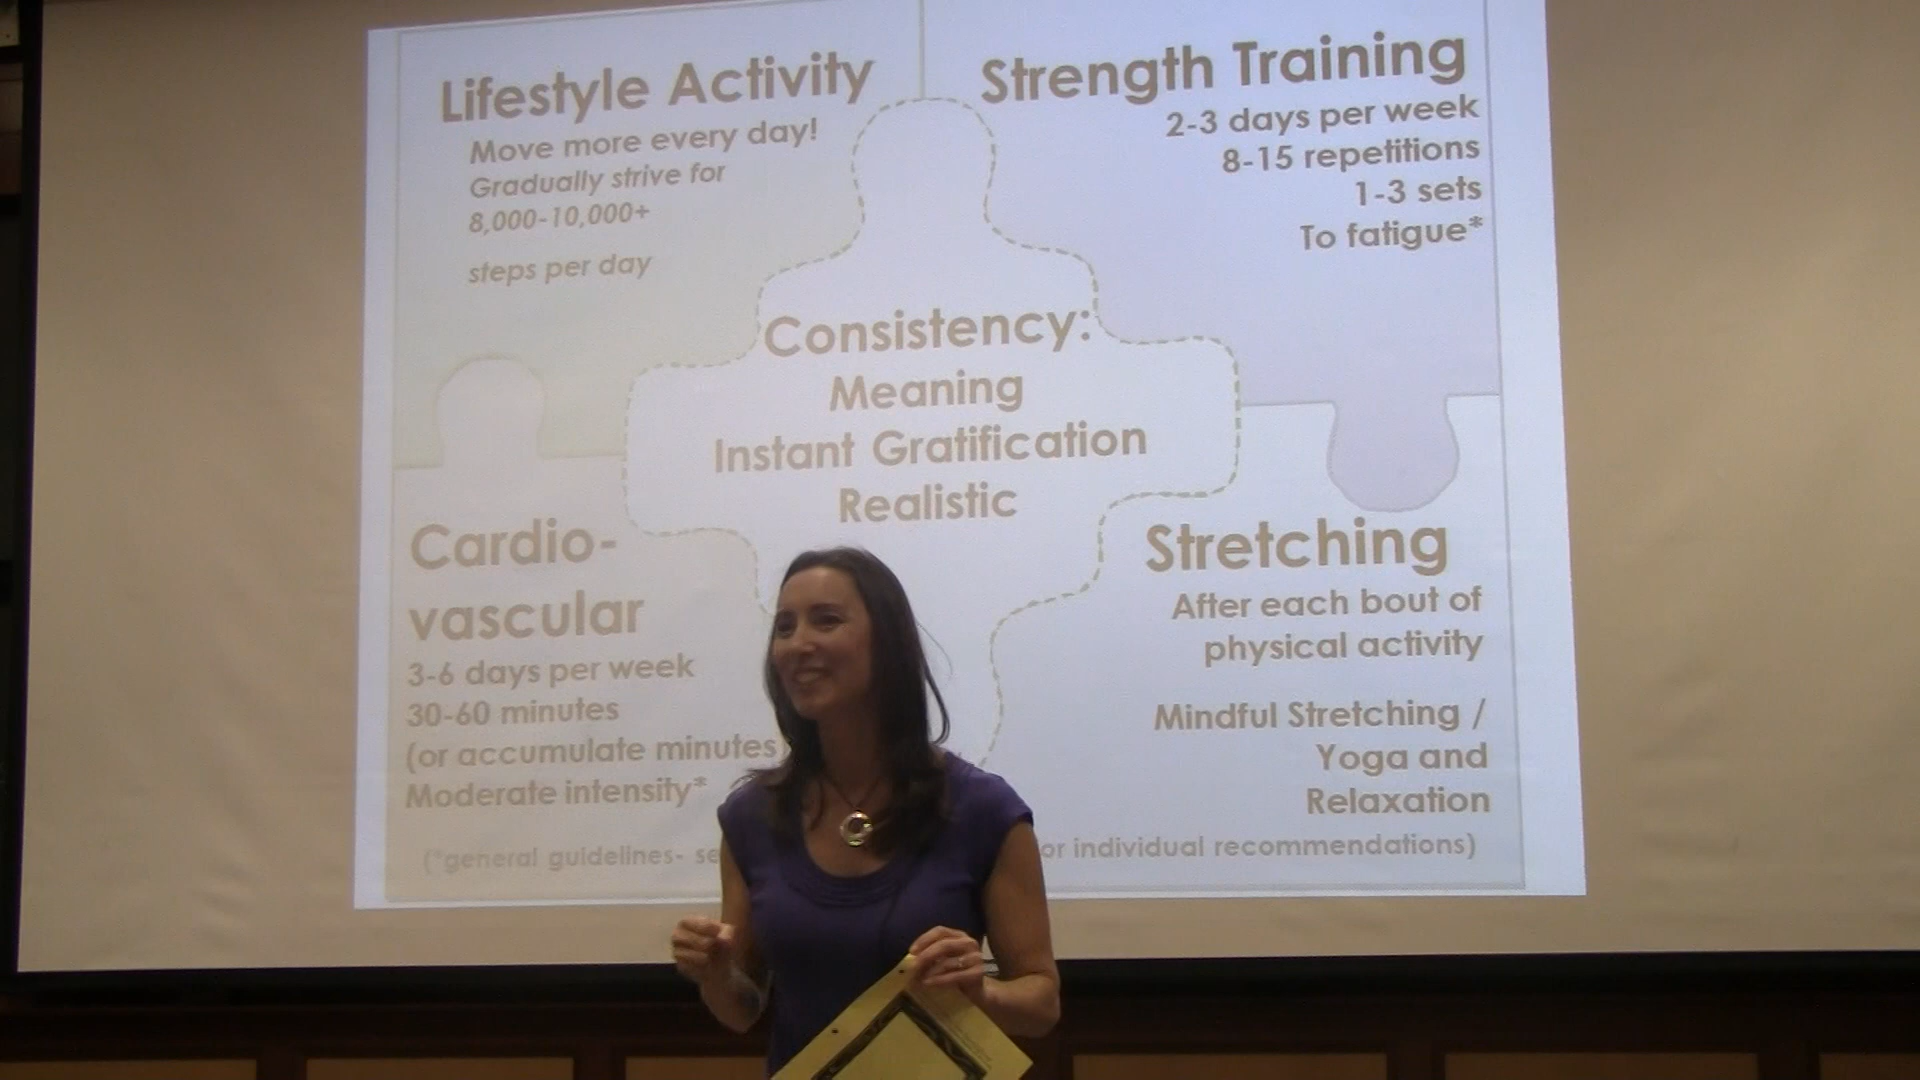 Lifestyle Activity
Move more every day!
Gradually strive for
8,000-10,000+
steps per day
Strength Training
2-3 days per week
8-15 repetitions
1-3 sets
To fatigue*
Consistency:
Meaning
Instant Gratification
Realistic
Cardio-
vascular
3-6 days per week
30-60 minutes
(or accumulate minutes)
Moderate intensity*
Stretching
After each bout of
physical activity
Mindful Stretching /
Yoga and
Relaxation
(*general guidelines- or individual recommendations)